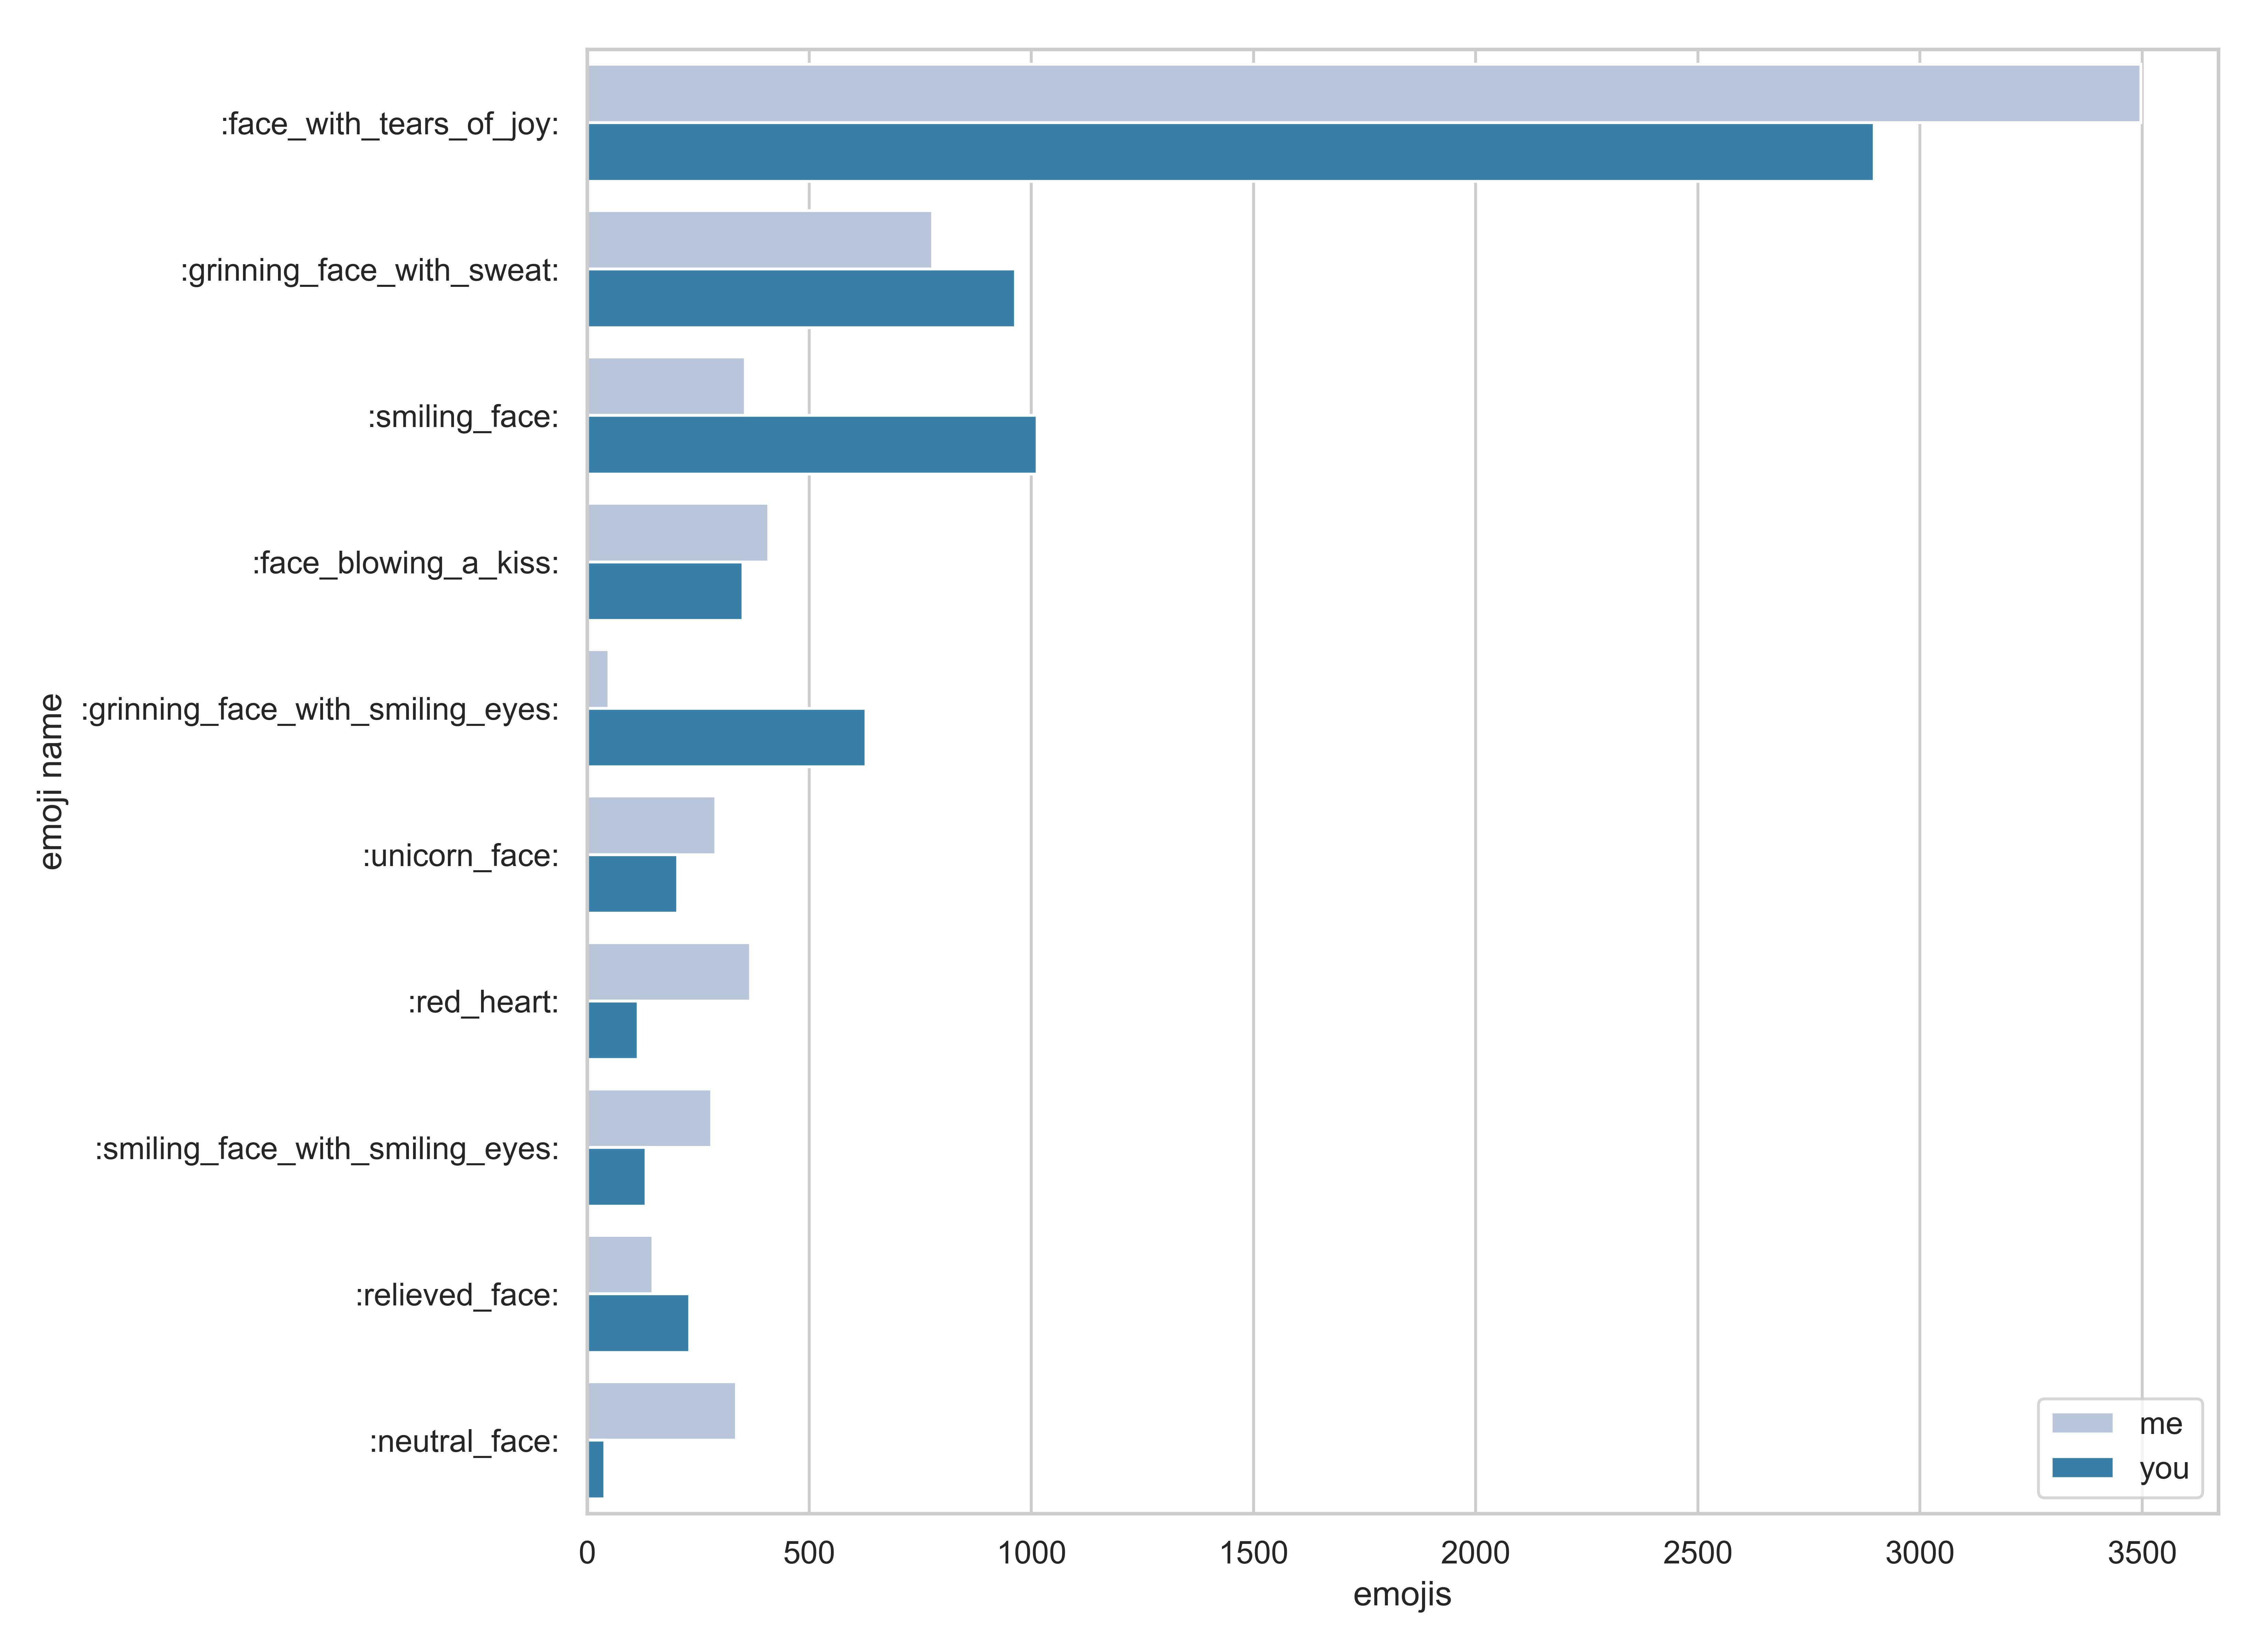 :face_with_tears_of_joy:
:grinning_face_with_sweat:
:smiling_face:
:face_blowing_a_kiss:
:grinning_face_with_smiling_eyes:
:unicorn_face:
:red_heart:
:smiling_face_with_smiling_eyes:
:relieved_face:
:neutral_face:
emoji name
me
you
0 500 1000 1500 2000 2500 3000 3500
emojis